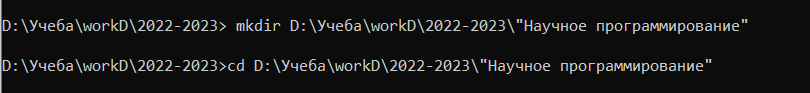 D:\Учеба\workD\2022-2023> mkdir D:\Учеба\workD\2022-2023\"Научное программирование"
D:\Учеба\workD\2022-2023>cd D:\Учеба\workD\2022-2023\"Научное программирование"